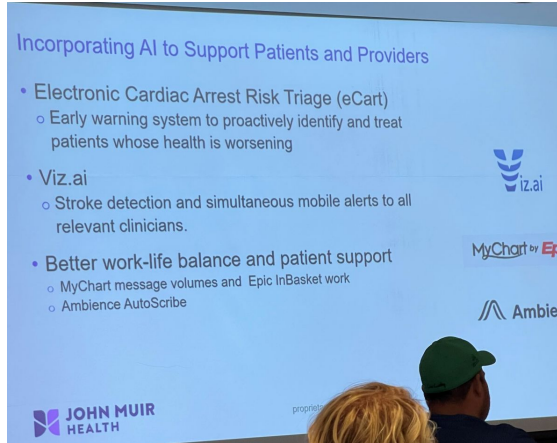 Incorporating AI to Support Patients and Providers
• Electronic Cardiac Arrest Risk Triage (eCart)
o Early warning system to proactively identify and treat
patients whose health is worsening
• Viz.ai
o Stroke detection and simultaneous mobile alerts to all
relevant clinicians.
• Better work-life balance and patient support
o MyChart message volumes and Epic InBasket work
o Ambience AutoScribe
Viz.ai
MyChart by Ep
Ambie
JOHN MUIR
HEALTH